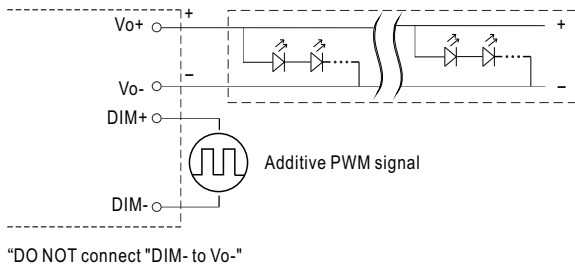 Vo+ + +
Vo- – –
DIM+
Additive PWM signal
DIM-
“DO NOT connect "DIM- to Vo-"